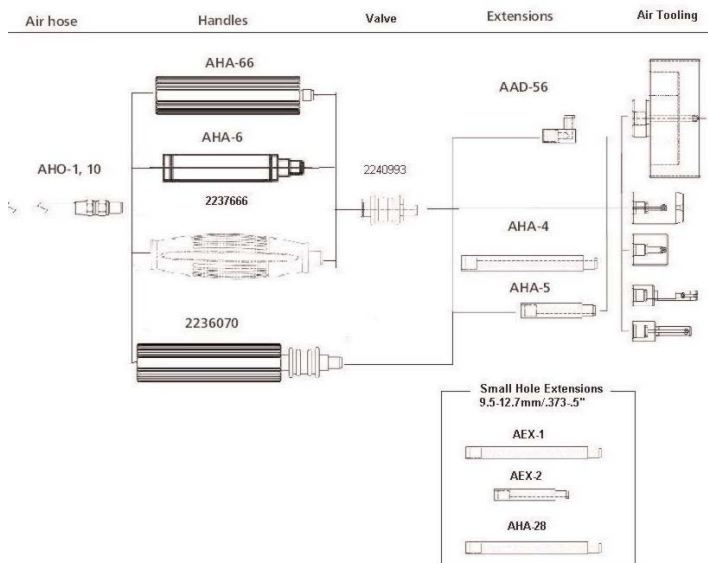 Air hose
Handles
Valve
Extensions
Air Tooling
AHA-66
AAD-56
AHA-6
AHO-1, 10
2240993
2237666
AHA-4
AHA-5
2236070
Small Hole Extensions
9.5-12.7mm/.373-.5"
AEX-1
AEX-2
AHA-28